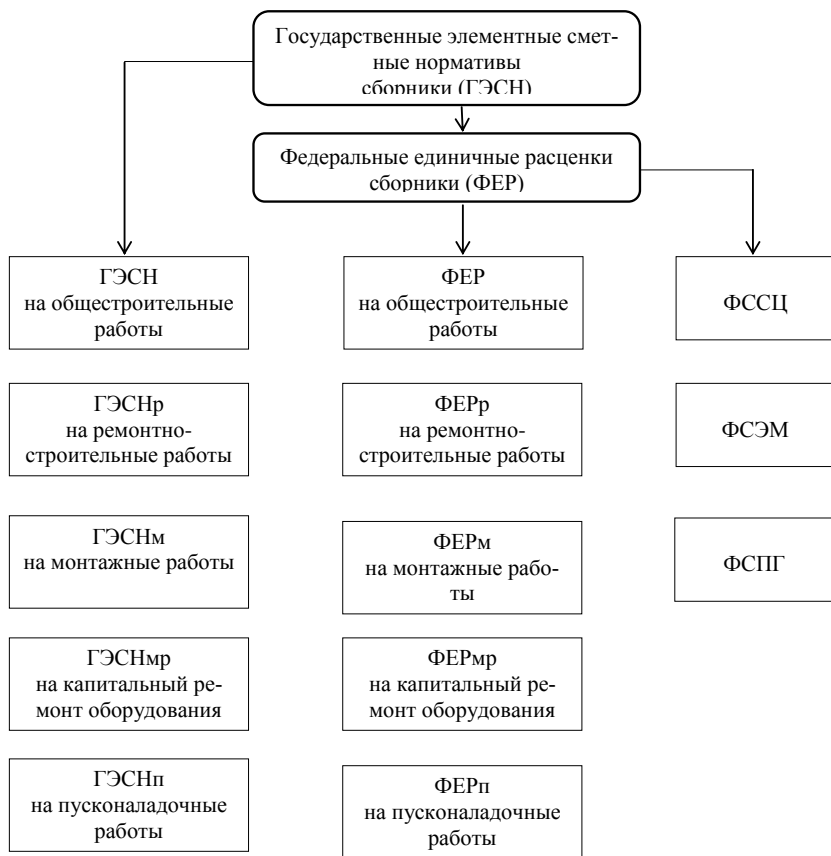 Государственные элементные смет-
ные нормативы
сборники (ГЭСН)
Федеральные единичные расценки
сборники (ФЕР)
ГЭСН
на общестроительные
работы
ФЕР
на общестроительные
работы
ФССЦ
ГЭСНр
на ремонтно-
строительные работы
ФЕРр
на ремонтно-
строительные работы
ФСЭМ
ГЭСНм
на монтажные работы
ФЕРм
на монтажные рабо-
ты
ФСПГ
ГЭСНмр
на капитальный ре-
монт оборудования
ФЕРмр
на капитальный ре-
монт оборудования
ГЭСНп
на пусконаладочные
работы
ФЕРп
на пусконаладочные
работы